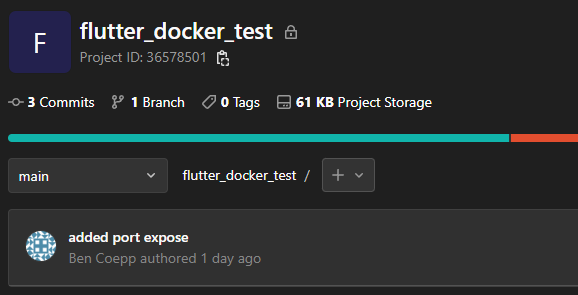 F
flutter_docker_test
Project ID: 36578501
3 Commits 1 Branch 0 Tags 61 KB Project Storage
main
flutter_docker_test / +
added port expose
Ben Coepp authored 1 day ago